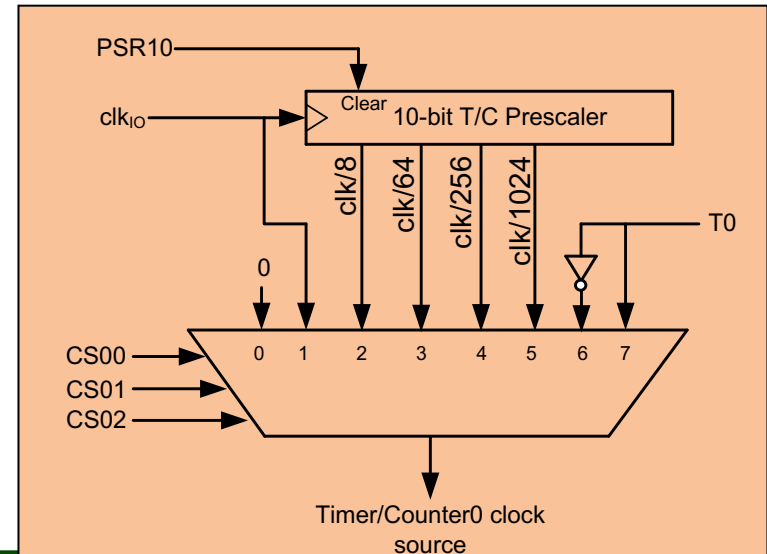 PSR10
Clear
clkIO
10-bit T/C Prescaler
clk/8
clk/64
clk/256
clk/1024
T0
0
0 1 2 3 4 5 6 7
CS00
CS01
CS02
Timer/Counter0 clock
source